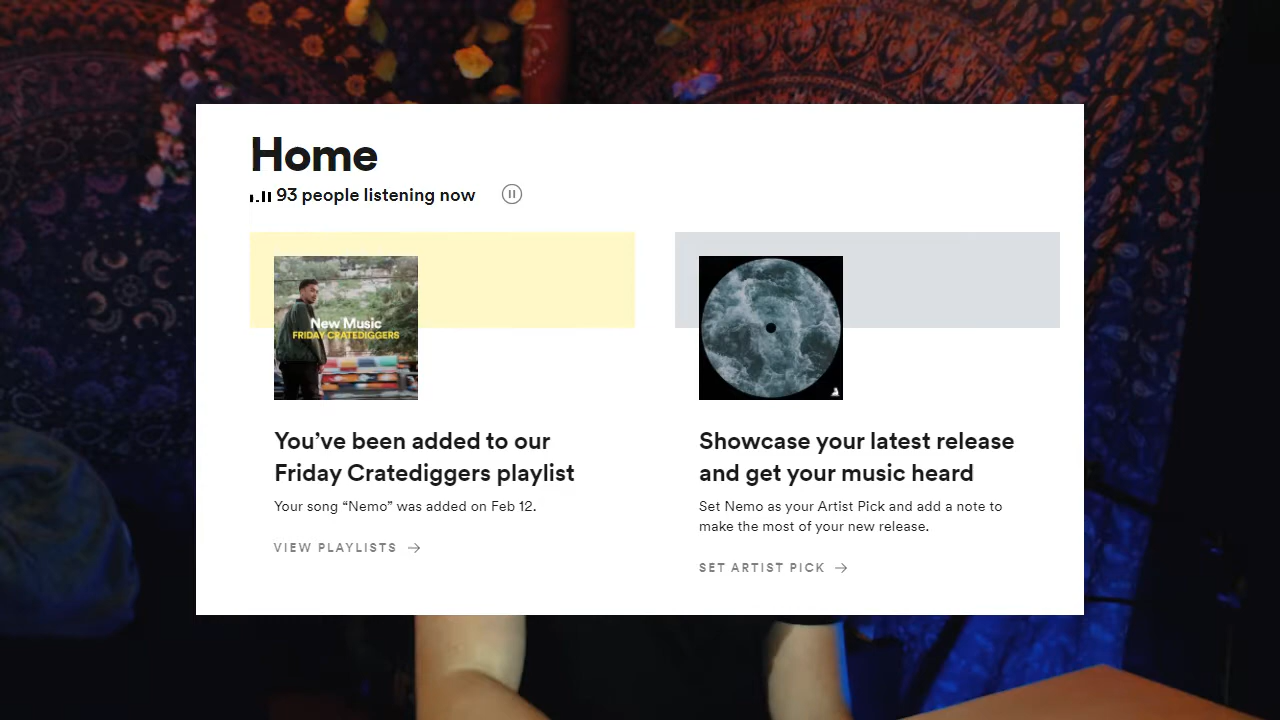 Home
93 people listening now
New Music
FRIDAY CRATEDIGGERS
You’ve been added to our
Friday Cratediggers playlist
Your song “Nemo” was added on Feb 12.
VIEW PLAYLISTS →
Showcase your latest release
and get your music heard
Set Nemo as your Artist Pick and add a note to
make the most of your new release.
SET ARTIST PICK →